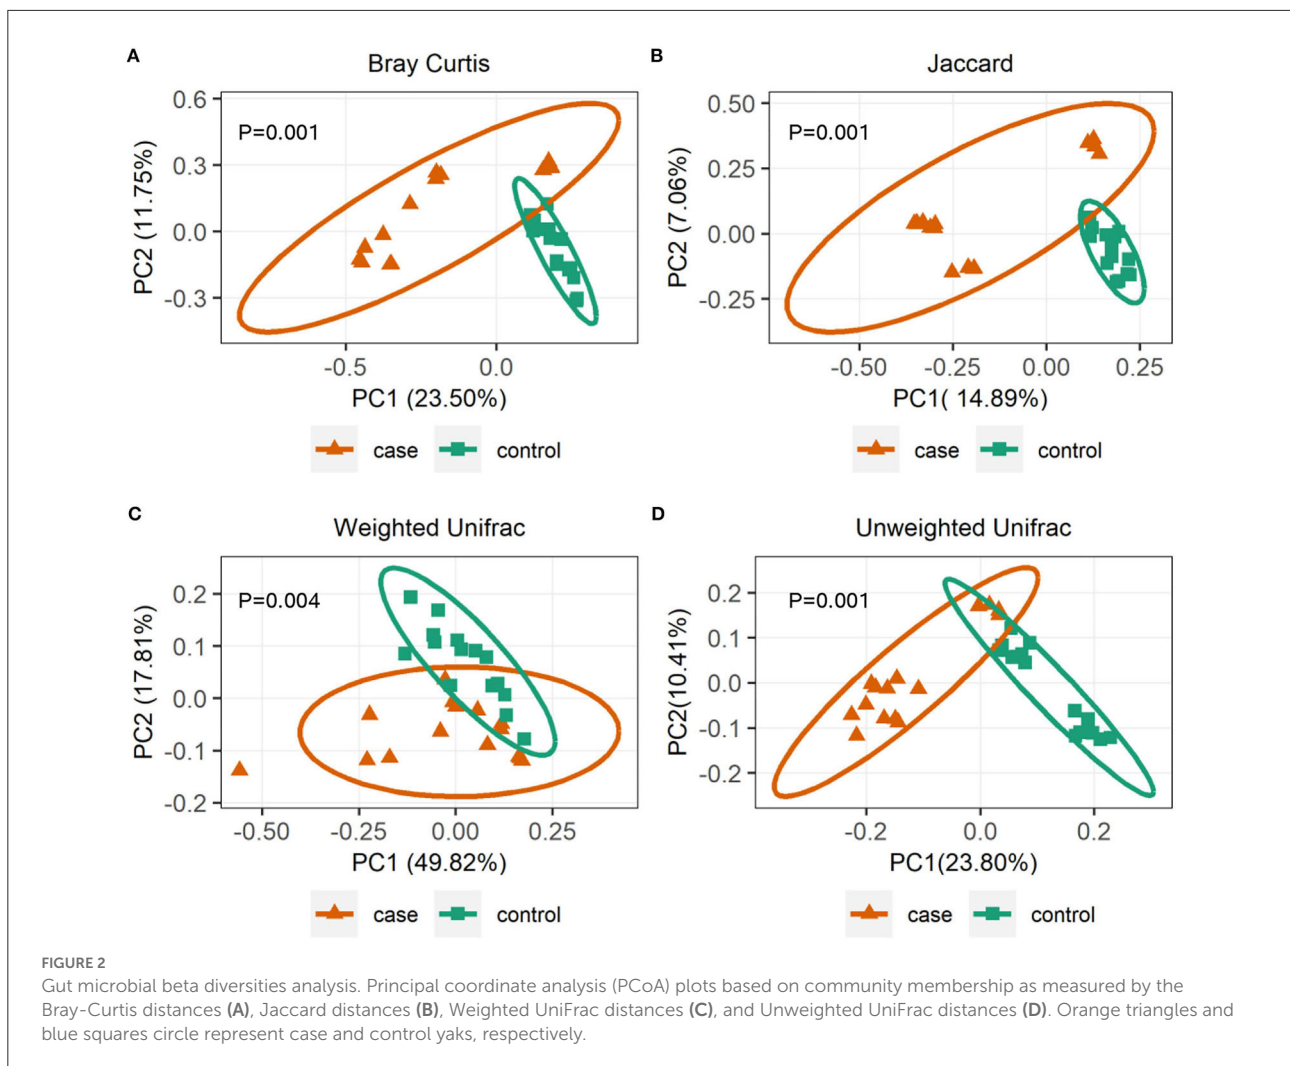 A
Bray Curtis
P=0.001
0.6
0.3
0.0
-0.3
PC2 (11.75%)
-0.5
0.0
PC1 (23.50%)
case
control
B
Jaccard
P=0.001
0.50
0.25
0.00
-0.25
PC2 (7.06%)
-0.50
-0.25
0.00
0.25
PC1( 14.89%)
case
control
C
Weighted Unifrac
P=0.004
0.2
0.1
0.0
-0.1
-0.2
PC2 (17.81%)
-0.50
-0.25
0.00
0.25
PC1 (49.82%)
case
control
D
Unweighted Unifrac
P=0.001
0.2
0.1
0.0
-0.1
-0.2
PC2(10.41%)
-0.2
0.0
0.2
PC1(23.80%)
case
control
FIGURE 2
Gut microbial beta diversities analysis. Principal coordinate analysis (PCoA) plots based on community membership as measured by the
Bray-Curtis distances (A), Jaccard distances (B), Weighted UniFrac distances (C), and Unweighted UniFrac distances (D). Orange triangles and
blue squares circle represent case and control yaks, respectively.